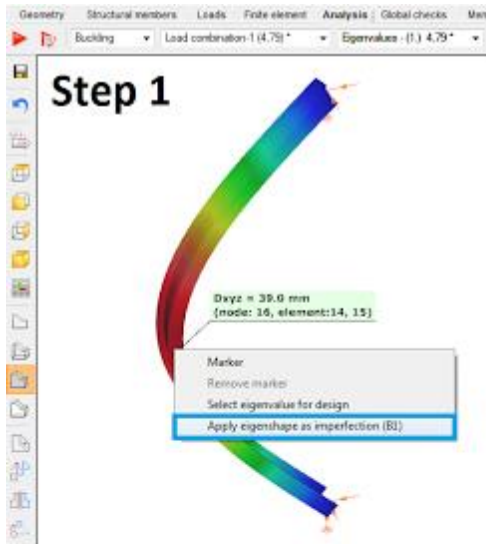 Geometry Structural members Loads Finite element Analysis Global checks
Buckling Load combination-1 (4.79) * Eigenvalues - (1.) 4.79 *
Step 1
Dxyz = 39.0 mm
(node: 16, element:14, 15)
Marker
Remove marker
Select eigenvalue for design
Apply eigenshape as imperfection (B1)